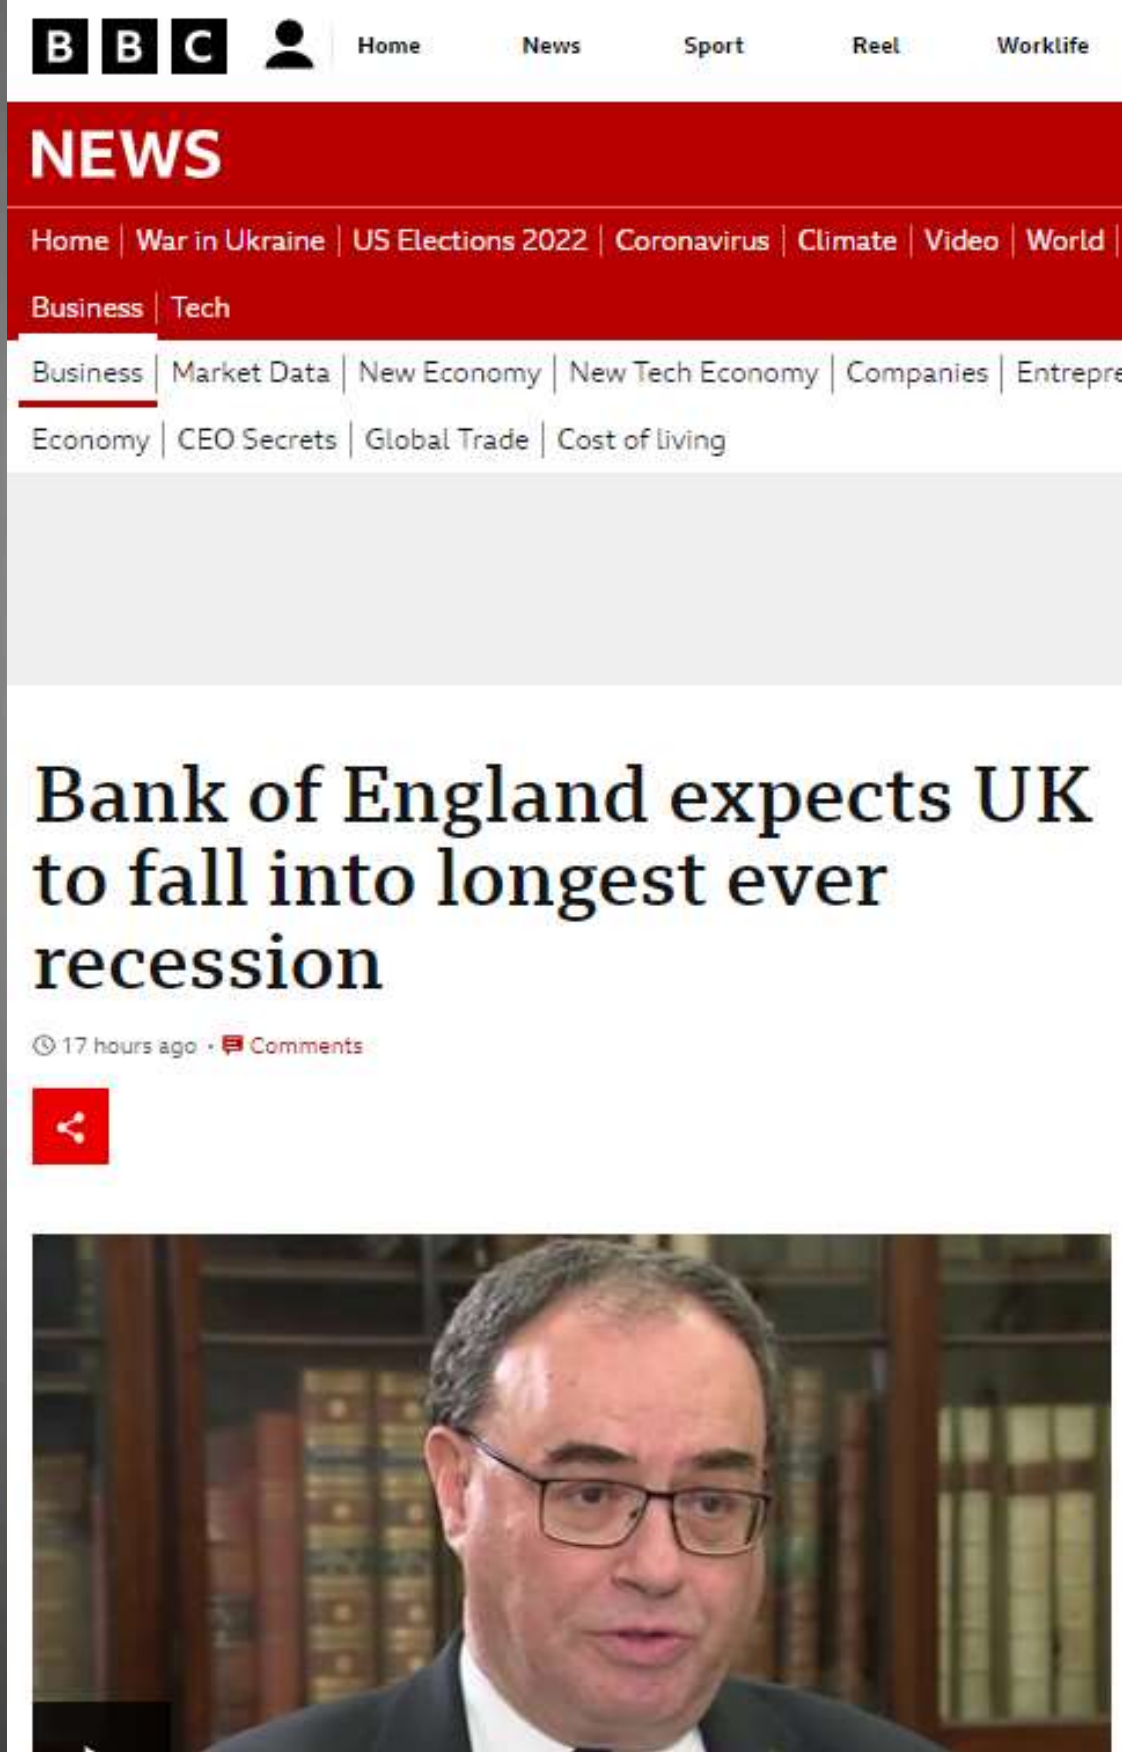 BBC Home News Sport Reel Worklife
NEWS
Home War in Ukraine US Elections 2022 Coronavirus Climate Video World
Business Tech
Business Market Data New Economy New Tech Economy Companies Entrepre
Economy CEO Secrets Global Trade Cost of living
Bank of England expects UK
to fall into longest ever
recession
17 hours ago · Comments